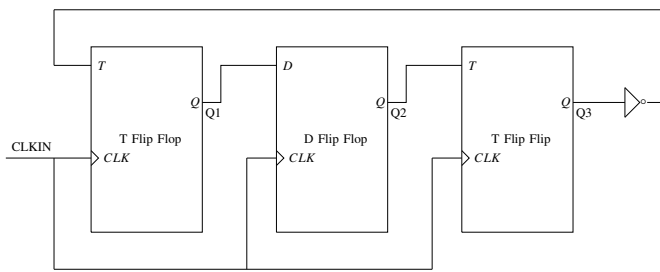 T
Q
Q1
T Flip Flop
CLKIN
CLK
D
Q
Q2
D Flip Flop
CLK
T
Q
Q3
T Flip Flip
CLK